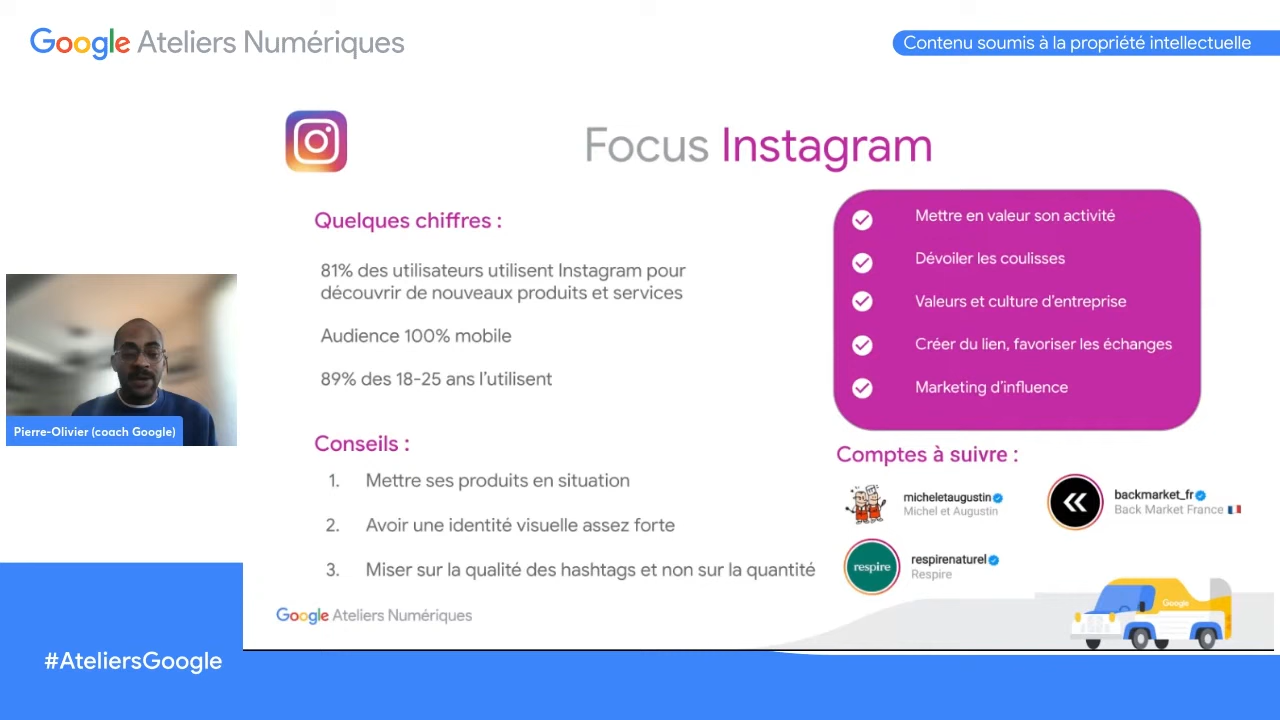 Google Ateliers Numériques
Contenu soumis à la propriété intellectuelle
Focus Instagram
Quelques chiffres :
81% des utilisateurs utilisent Instagram pour
découvrir de nouveaux produits et services
Audience 100% mobile
89% des 18-25 ans l'utilisent
Mettre en valeur son activité
Dévoiler les coulisses
Valeurs et culture d'entreprise
Créer du lien, favoriser les échanges
Marketing d'influence
Pierre-Olivier (coach Google)
Conseils :
1. Mettre ses produits en situation
2. Avoir une identité visuelle assez forte
3. Miser sur la qualité des hashtags et non sur la quantité
Comptes à suivre :
micheletaugustin
Michel et Augustin
backmarket_fr
Back Market France
respire
respirenaturel
Respire
Google
Google Ateliers Numériques
#AteliersGoogle